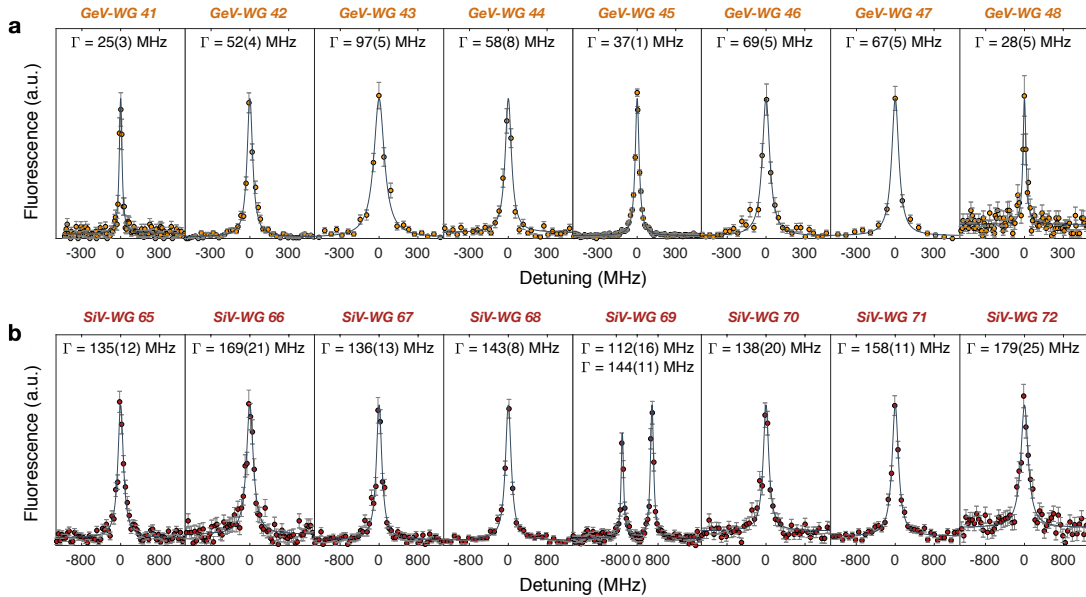 GeV-WG 41 GeV-WG 42 GeV-WG 43 GeV-WG 44 GeV-WG 45 GeV-WG 46 GeV-WG 47 GeV-WG 48
a
Γ = 25(3) MHz Γ = 52(4) MHz Γ = 97(5) MHz Γ = 58(8) MHz Γ = 37(1) MHz Γ = 69(5) MHz Γ = 67(5) MHz Γ = 28(5) MHz
Fluorescence (a.u.)
-300 0 300 -300 0 300 -300 0 300 -300 0 300 -300 0 300 -300 0 300 -300 0 300 -300 0 300
Detuning (MHz)
SiV-WG 65 SiV-WG 66 SiV-WG 67 SiV-WG 68 SiV-WG 69 SiV-WG 70 SiV-WG 71 SiV-WG 72
b
Γ = 135(12) MHz Γ = 169(21) MHz Γ = 136(13) MHz Γ = 143(8) MHz Γ = 112(16) MHz Γ = 138(20) MHz Γ = 158(11) MHz Γ = 179(25) MHz
Γ = 144(11) MHz
Fluorescence (a.u.)
-800 0 800 -800 0 800 -800 0 800 -800 0 800 -800 0 800 -800 0 800 -800 0 800 -800 0 800
Detuning (MHz)